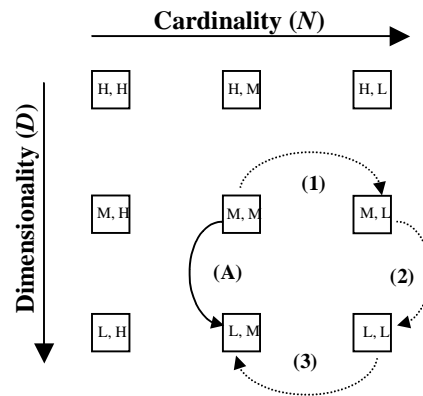 Cardinality (N)
Dimensionality (D)
H, H H, M H, L
(1)
M, H M, M M, L
(A) (2)
L, H L, M L, L
(3)